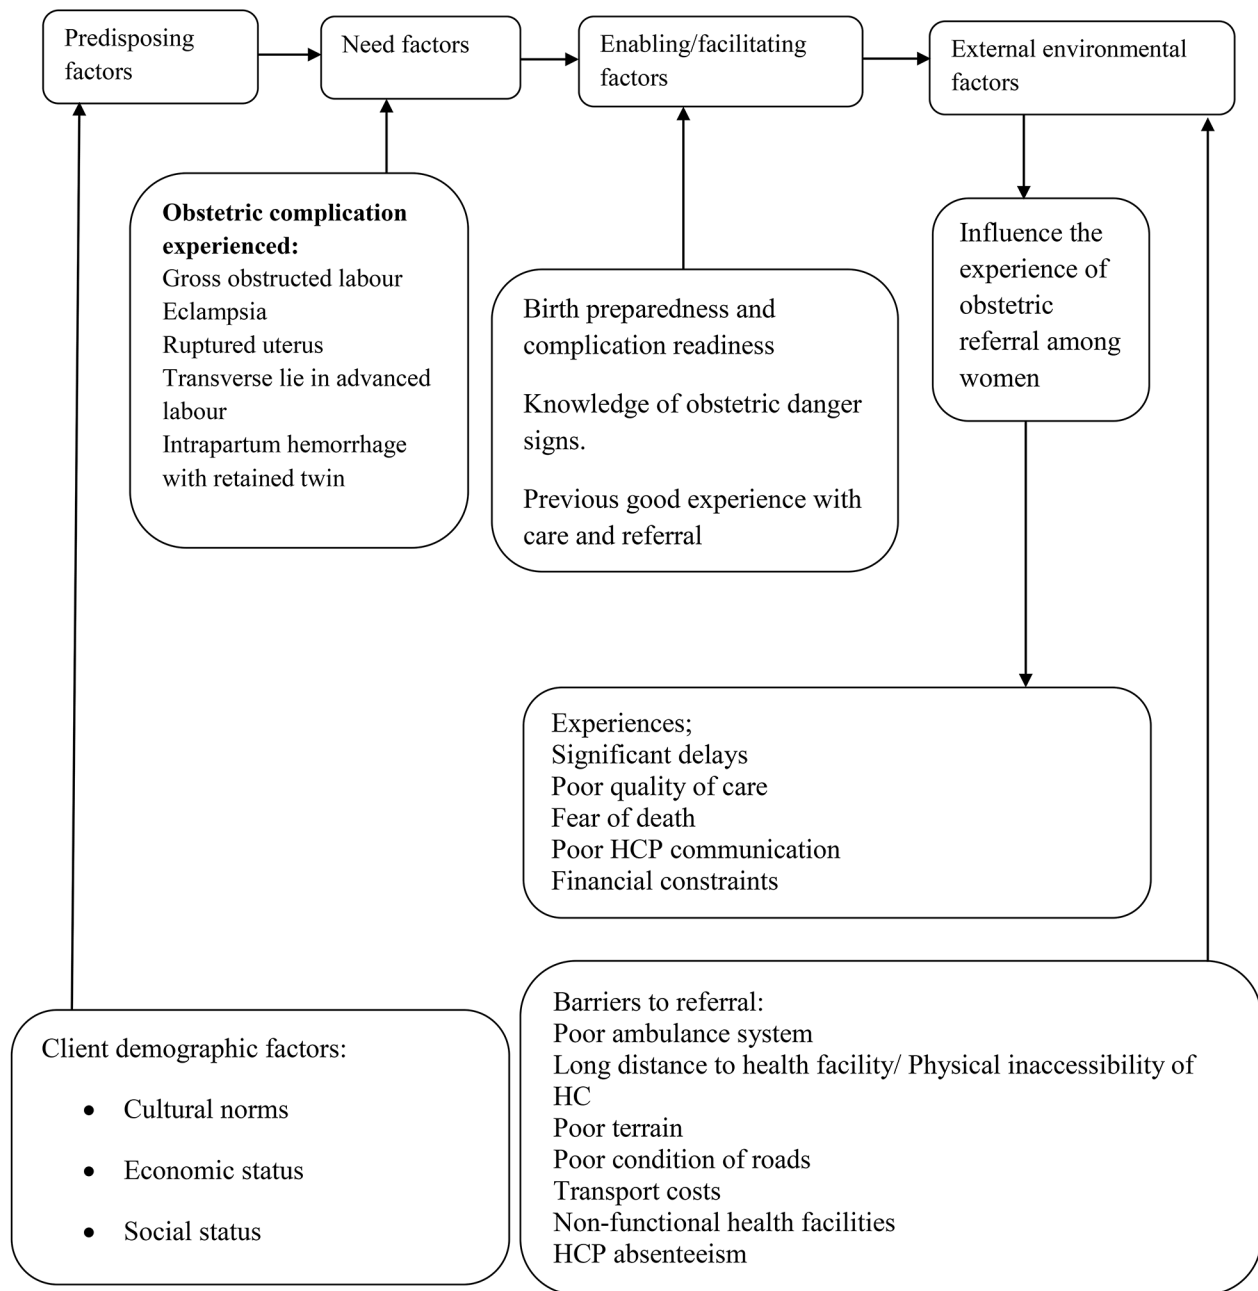 Predisposing
factors
Need factors
Enabling/facilitating
factors
External environmental
factors
Obstetric complication
experienced:
Gross obstructed labour
Eclampsia
Ruptured uterus
Transverse lie in advanced
labour
Intrapartum hemorrhage
with retained twin
Birth preparedness and
complication readiness
Knowledge of obstetric danger
signs.
Previous good experience with
care and referral
Influence the
experience of
obstetric
referral among
women
Experiences;
Significant delays
Poor quality of care
Fear of death
Poor HCP communication
Financial constraints
Client demographic factors:
• Cultural norms
• Economic status
• Social status
Barriers to referral:
Poor ambulance system
Long distance to health facility/ Physical inaccessibility of
HC
Poor terrain
Poor condition of roads
Transport costs
Non-functional health facilities
HCP absenteeism